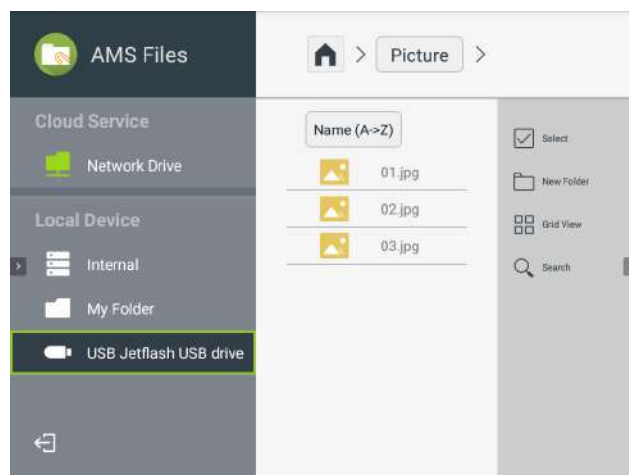 AMS Files
> Picture >
Cloud Service
Network Drive
Local Device
Internal
My Folder
USB Jetflash USB drive
Name (A->Z)
01.jpg
02.jpg
03.jpg
Select
New Folder
Grid View
Search